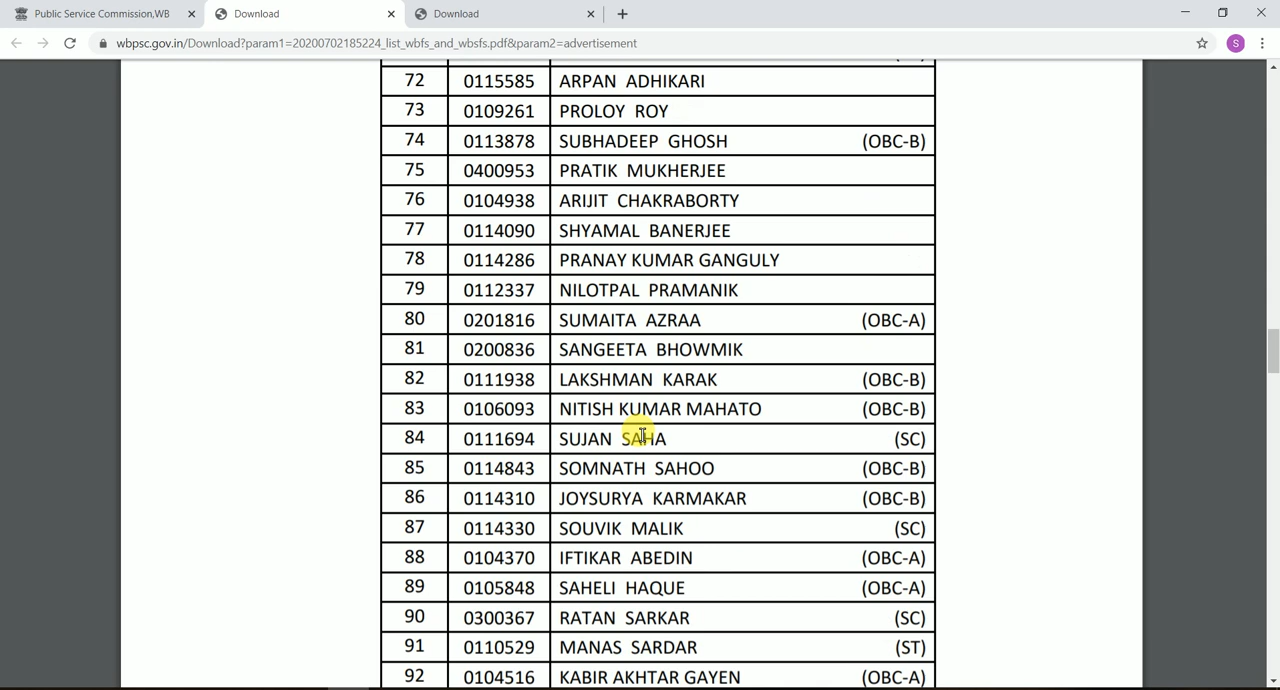 Public Service Commission,WB
Download
Download
wbpsc.gov.in/Download?param1=20200702185224_list_wbfs_and_wbsfs.pdf&param2=advertisement
S
72 0115585 ARPAN ADHIKARI
73 0109261 PROLOY ROY
74 0113878 SUBHADEEP GHOSH (OBC-B)
75 0400953 PRATIK MUKHERJEE
76 0104938 ARIJIT CHAKRABORTY
77 0114090 SHYAMAL BANERJEE
78 0114286 PRANAY KUMAR GANGULY
79 0112337 NILOTPAL PRAMANIK
80 0201816 SUMAITA AZRAA (OBC-A)
81 0200836 SANGEETA BHOWMIK
82 0111938 LAKSHMAN KARAK (OBC-B)
83 0106093 NITISH KUMAR MAHATO (OBC-B)
84 0111694 SUJAN SAHA (SC)
85 0114843 SOMNATH SAHOO (OBC-B)
86 0114310 JOYSURYA KARMAKAR (OBC-B)
87 0114330 SOUVIK MALIK (SC)
88 0104370 IFTIKAR ABEDIN (OBC-A)
89 0105848 SAHELI HAQUE (OBC-A)
90 0300367 RATAN SARKAR (SC)
91 0110529 MANAS SARDAR (ST)
92 0104516 KABIR AKHTAR GAYEN (OBC-A)